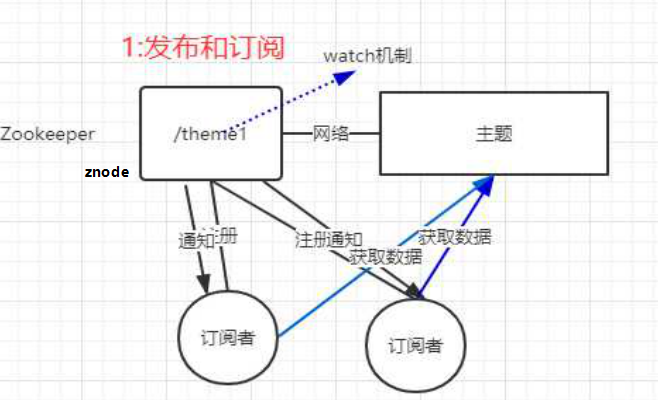 1:发布和订阅
watch机制
Zookeeper
/theme1
网络
主题
znode
通知
注册
注册
通知
获取数据
获取数据
订阅者
订阅者